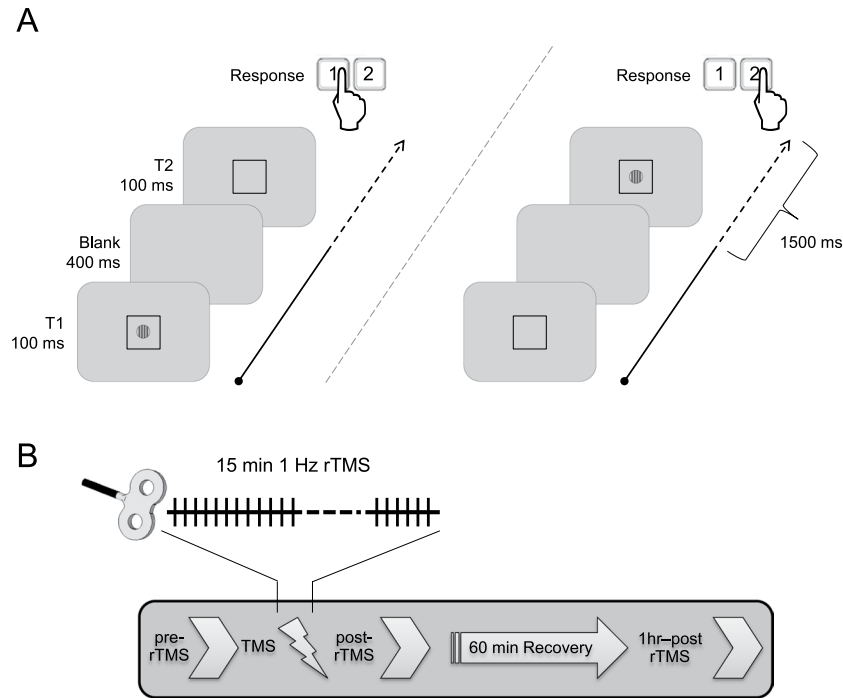 A
Response 1 2
T2
100 ms
Blank
400 ms
T1
100 ms
Response 1 2
1500 ms
B
15 min 1 Hz rTMS
pre-
rTMS
TMS
post-
rTMS
60 min Recovery
1hr–post
rTMS